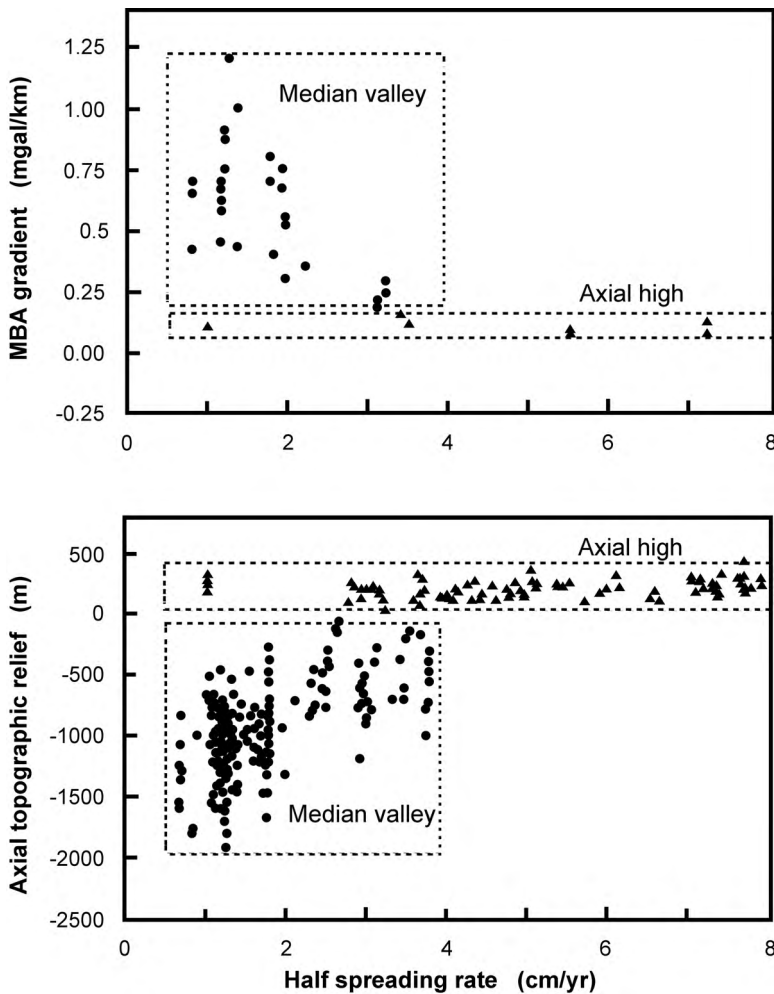 MBA gradient (mgal/km)
1.25
1.00
0.75
0.5
0.25
0.00
-0.25
Median valley
Axial high
0 2 4 6 8
Axial topographic relief (m)
500
0
-500
-1000
-1500
-2000
-2500
Axial high
Median valley
0 2 4 6 8
Half spreading rate (cm/yr)